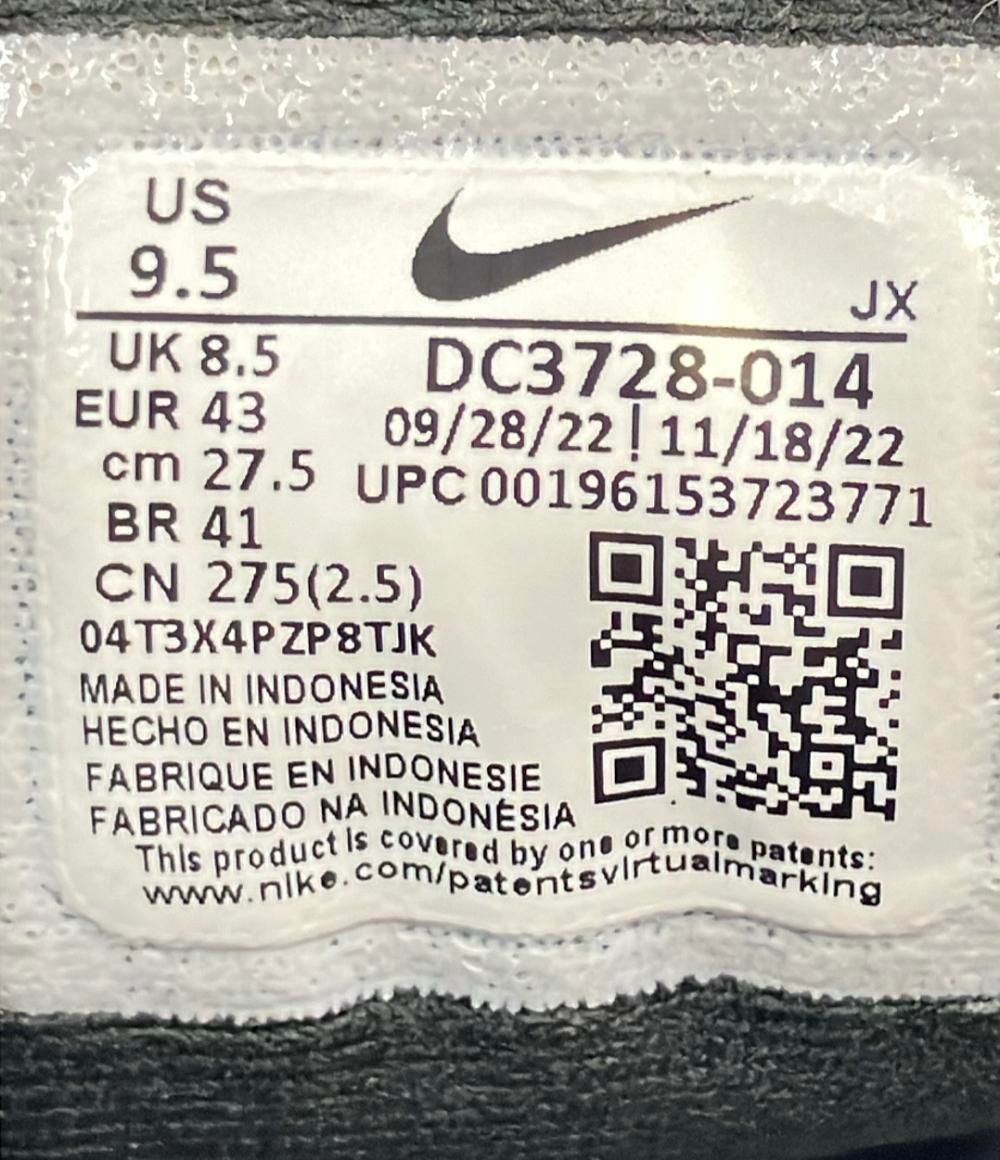 US
9.5
JX
UK 8.5
EUR 43
cm 27.5
BR 41
CN 275(2.5)
DC3728-014
09/28/22 | 11/18/22
UPC 00196153723771
04T3X4PZP8TJK
MADE IN INDONESIA
HECHO EN INDONESIA
FABRIQUE EN INDONESIE
FABRICADO NA INDONÉSIA
This product is covered by one or more patents:
www.nike.com/patentsvirtualmarking